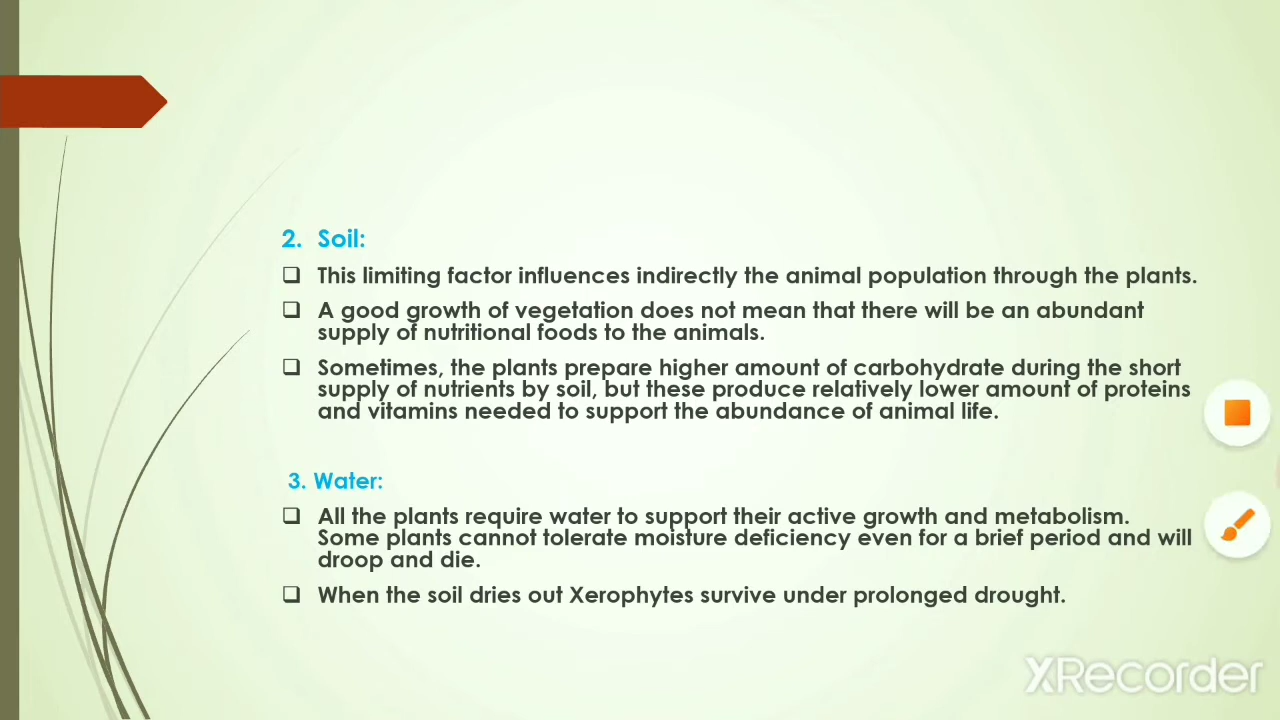 2. Soil:
❑ This limiting factor influences indirectly the animal population through the plants.
❑ A good growth of vegetation does not mean that there will be an abundant
supply of nutritional foods to the animals.
❑ Sometimes, the plants prepare higher amount of carbohydrate during the short
supply of nutrients by soil, but these produce relatively lower amount of proteins
and vitamins needed to support the abundance of animal life.
3. Water:
❑ All the plants require water to support their active growth and metabolism.
Some plants cannot tolerate moisture deficiency even for a brief period and will
droop and die.
❑ When the soil dries out Xerophytes survive under prolonged drought.
XRecorder